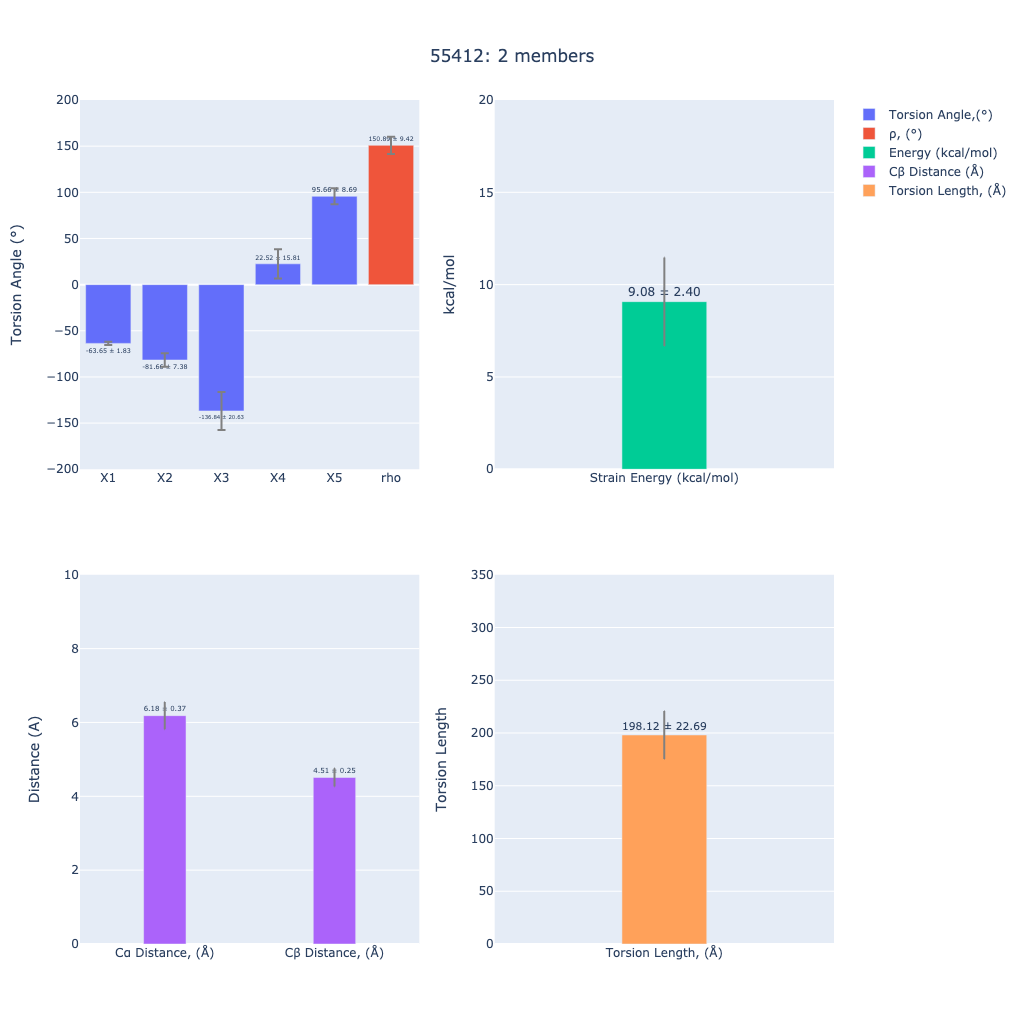 55412: 2 members
Torsion Angle (°)
200
150
100
50
0
−50
−100
−150
−200
-63.65 ± 1.83
-81.66 ± 7.38
-136.64 ± 20.63
22.52 ± 15.81
95.66 ± 8.69
150.89 ± 9.42
X1 X2 X3 X4 X5 rho
kcal/mol
20
15
10
5
0
9.08 ± 2.40
Strain Energy (kcal/mol)
Torsion Angle,(°)
ρ, (°)
Energy (kcal/mol)
Cβ Distance (Å)
Torsion Length, (Å)
Distance (A)
10
8
6
4
2
0
6.18 ± 0.37
4.51 ± 0.25
Cα Distance, (Å) Cβ Distance, (Å)
Torsion Length
350
300
250
200
150
100
50
0
198.12 ± 22.69
Torsion Length, (Å)